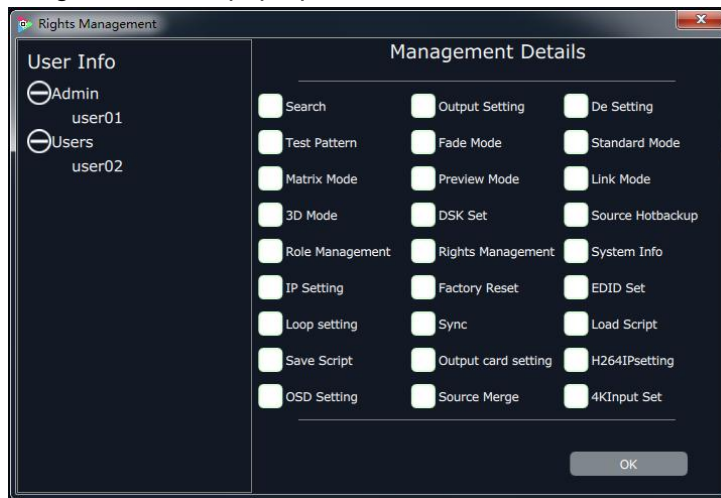 Rights Management
User Info
Admin
user01
Users
user02
Management Details
Search
Output Setting
De Setting
Test Pattern
Fade Mode
Standard Mode
Matrix Mode
Preview Mode
Link Mode
3D Mode
DSK Set
Source Hotbackup
Role Management
Rights Management
System Info
IP Setting
Factory Reset
EDID Set
Loop setting
Sync
Load Script
Save Script
Output card setting
H264IPsetting
OSD Setting
Source Merge
4KInput Set
OK